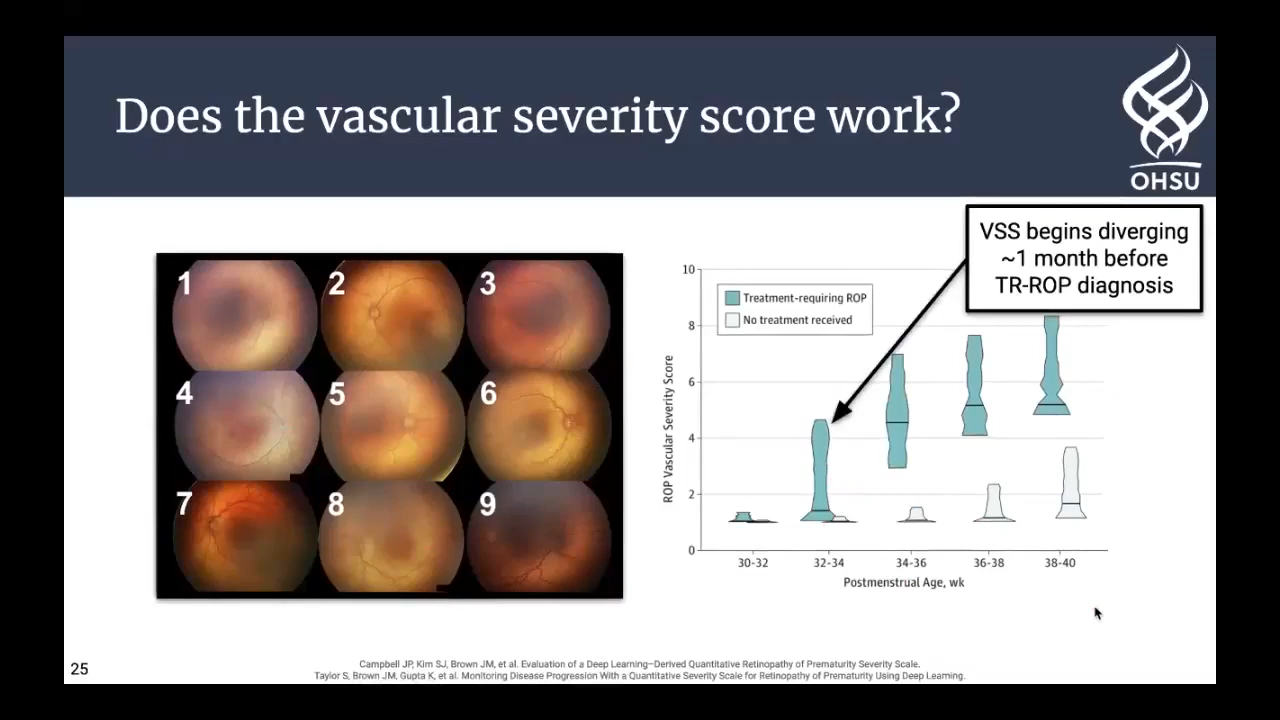 Does the vascular severity score work?
OHSU
VSS begins diverging
~1 month before
TR-ROP diagnosis
1
2
3
4
5
6
7
8
9
10
8
6
4
2
0
ROP Vascular Severity Score
Treatment-requiring ROP
No treatment received
30-32
32-34
34-36
36-38
38-40
Postmenstrual Age, wk
25
Campbell JP, Kim SJ, Brown JM, et al. Evaluation of a Deep Learning–Derived Quantitative Retinopathy of Prematurity Severity Scale.
Taylor S, Brown JM, Gupta K, et al. Monitoring Disease Progression With a Quantitative Severity Scale for Retinopathy of Prematurity Using Deep Learning.